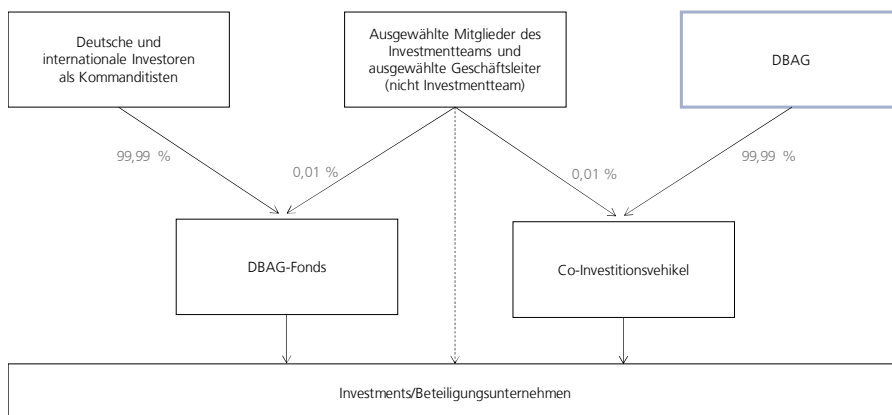 Deutsche und
internationale Investoren
als Kommanditisten
Ausgewählte Mitglieder des
Investmentteams und
ausgewählte Geschäftsleiter
(nicht Investmentteam)
DBAG
99,99 %
0,01 %
0,01 %
99,99 %
DBAG-Fonds
Co-Investitionsvehikel
Investments/Beteiligungsunternehmen